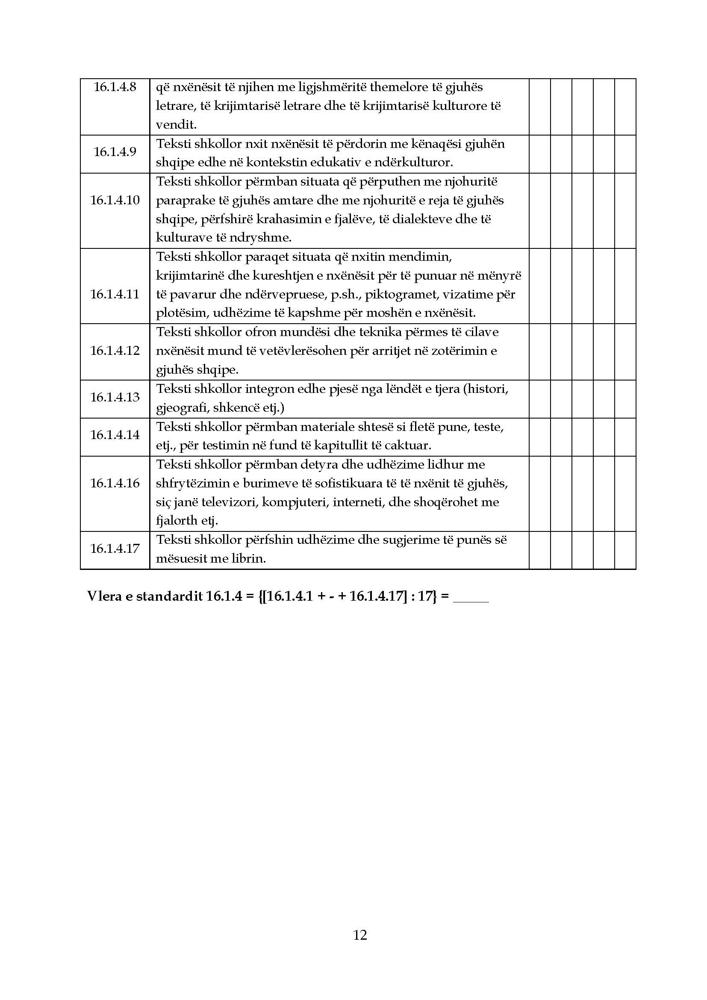 16.1.4.8 që nxënësit të njihen me ligjshmëritë themelore të gjuhës
letrare, të krijimtarisë letrare dhe të krijimtarisë kulturore të
vendit.
16.1.4.9 Teksti shkollor nxit nxënësit të përdorin me kënaqësi gjuhën
shqipe edhe në kontekstin edukativ e ndërkulturor.
16.1.4.10 Teksti shkollor përmban situata që përputhen me njohuritë
paraprake të gjuhës amtare dhe me njohuritë e reja të gjuhës
shqipe, përfshirë krahasimin e fjalëve, të dialekteve dhe të
kulturave të ndryshme.
16.1.4.11 Teksti shkollor paraqet situata që nxitin mendimin,
krijimtarinë dhe kureshtjen e nxënësit për të punuar në mënyrë
të pavarur dhe ndërvepruese, p.sh., piktogramet, vizatime për
plotësim, udhëzime të kapshme për moshën e nxënësit.
16.1.4.12 Teksti shkollor ofron mundësi dhe teknika përmes të cilave
nxënësit mund të vetëvlerësohen për arritjet në zotërimin e
gjuhës shqipe.
16.1.4.13 Teksti shkollor integron edhe pjesë nga lëndët e tjera (histori,
gjeografi, shkencë etj.)
16.1.4.14 Teksti shkollor përmban materiale shtesë si fletë pune, teste,
etj., për testimin në fund të kapitullit të caktuar.
16.1.4.16 Teksti shkollor përmban detyra dhe udhëzime lidhur me
shfrytëzimin e burimeve të sofistikuara të të nxënit të gjuhës,
siç janë televizori, kompjuteri, interneti, dhe shoqërohet me
fjalorth etj.
16.1.4.17 Teksti shkollor përfshin udhëzime dhe sugjerime të punës së
mësuesit me librin.
Vlera e standardit 16.1.4 = {[16.1.4.1 + - + 16.1.4.17] : 17} = _____
12